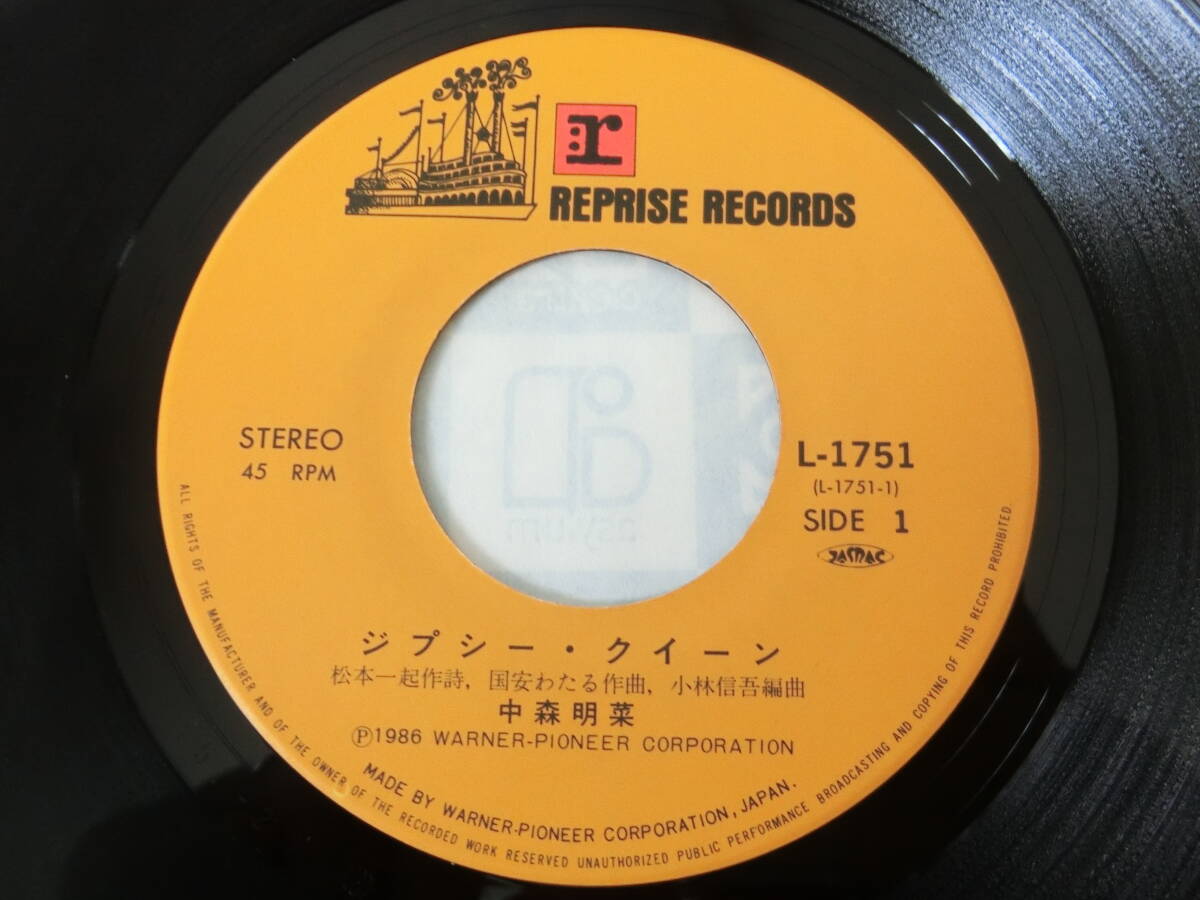 r
REPRISE RECORDS
STEREO
45 RPM
L-1751
(L-1751-1)
SIDE 1
JASRAC
ジプシー・クイーン
松本一起作詩, 国安わたる作曲, 小林信吾編曲
中森明菜
Ⓟ1986 WARNER-PIONEER CORPORATION
MADE BY WARNER-PIONEER CORPORATION, JAPAN.
ALL RIGHTS OF THE MANUFACTURER AND OF THE OWNER OF THE RECORDED WORK RESERVED UNAUTHORIZED PUBLIC PERFORMANCE BROADCASTING AND COPYING OF THIS RECORD PROHIBITED.
asylum